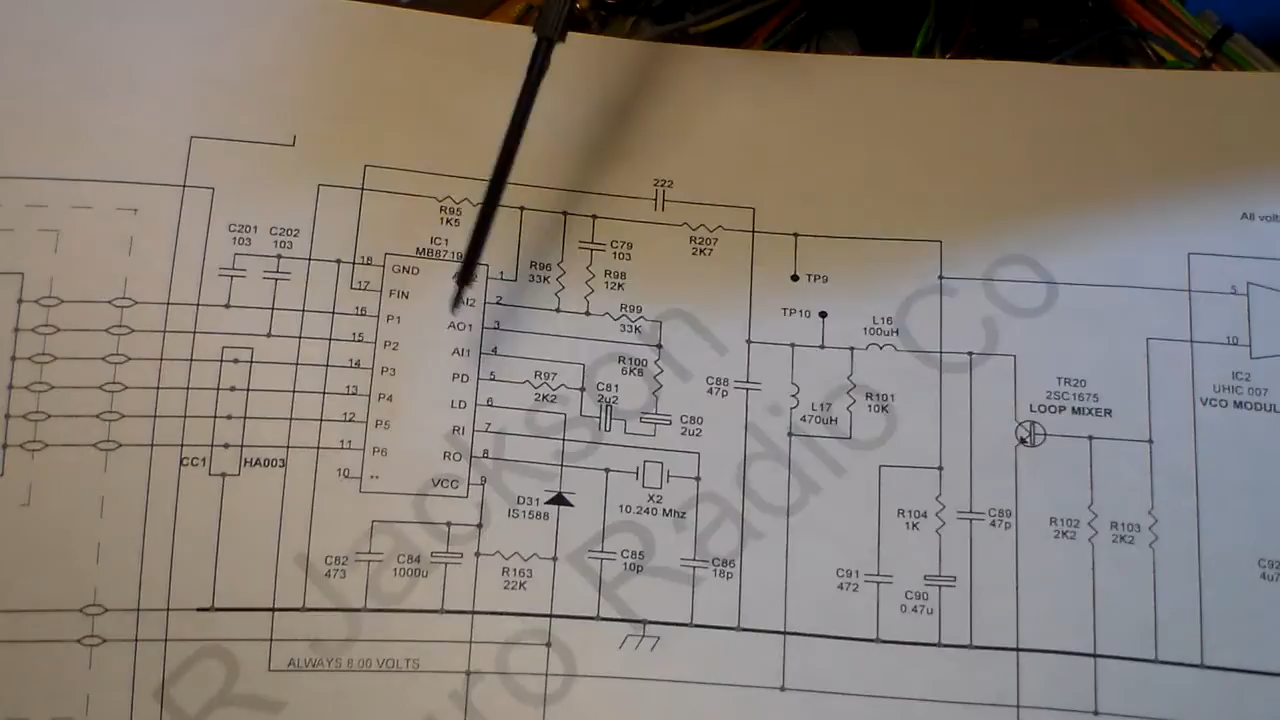 222
R95
1K5
C201
103
C202
103
IC1
MB8719
C79
103
R207
2K7
All volt
R96
33K
R98
12K
TP9
TP10
L16
100uH
R99
33K
18
GND
1
17
FIN
AI2
2
16
P1
AO1
3
15
P2
AI1
4
14
P3
PD
5
13
P4
LD
6
12
P5
RI
7
11
P6
RO
8
10
**
VCC
9
R97
2K2
C81
2u2
R100
6K8
C80
2u2
C88
47p
L17
470uH
R101
10K
TR20
2SC1675
LOOP MIXER
5
10
IC2
UHIC 007
VCO MODUL
CC1
HA003
D31
IS1588
X2
10.240 Mhz
R104
1K
C89
47p
R102
2K2
R103
2K2
C82
473
C84
1000u
R163
22K
C85
10p
C86
18p
C91
472
C90
0.47u
C92
4u7
ALWAYS 8.00 VOLTS
R Jackson
Radio Co